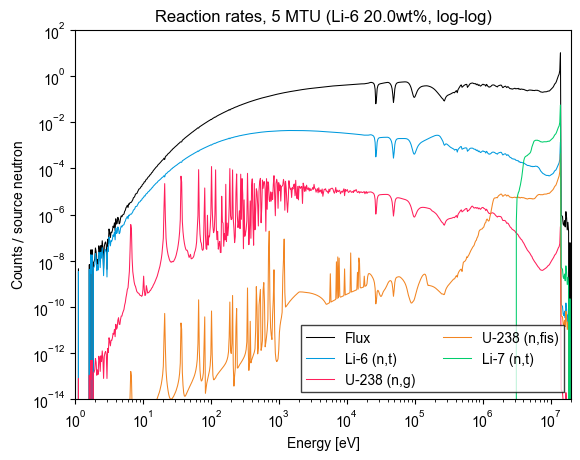 Reaction rates, 5 MTU (Li-6 20.0wt%, log-log)
Counts / source neutron
10^2
10^0
10^−2
10^−4
10^−6
10^−8
10^−10
10^−12
10^−14
Flux
Li-6 (n,t)
U-238 (n,g)
U-238 (n,fis)
Li-7 (n,t)
10^0 10^1 10^2 10^3 10^4 10^5 10^6 10^7
Energy [eV]